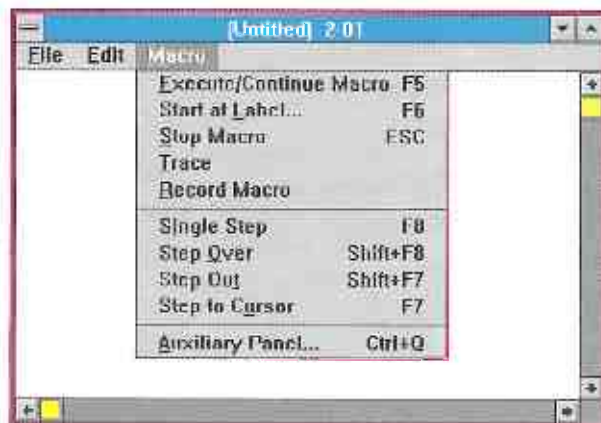 [Untitled] 2.01
File Edit Macro
Execute/Continue Macro F5
Start at Label... F6
Stop Macro ESC
Trace
Record Macro
Single Step F8
Step Over Shift+F8
Step Out Shift+F7
Step to Cursor F7
Auxiliary Panel... Ctrl+Q